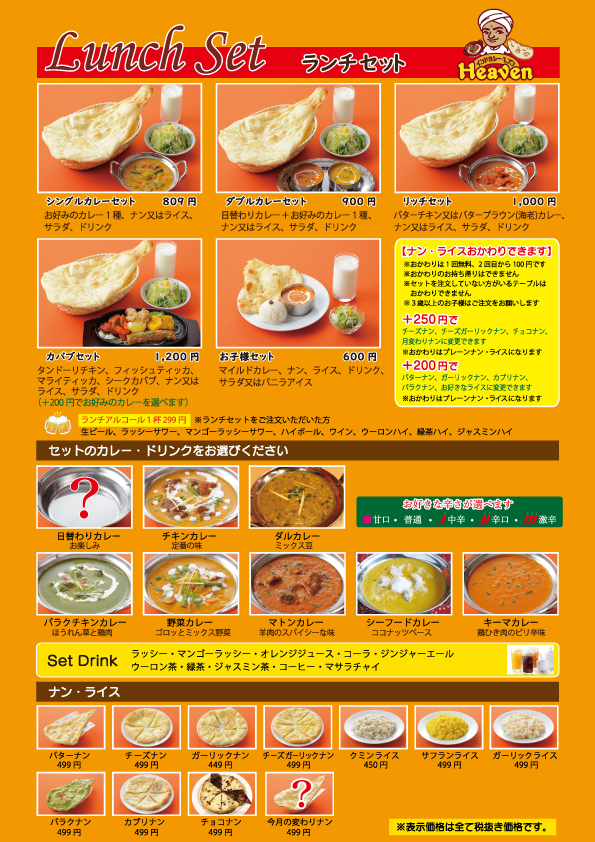 Lunch Set ランチセット
インドカレーレストラン
Heaven
シングルカレーセット 809円
お好みのカレー1種、ナン又はライス、
サラダ、ドリンク
ダブルカレーセット 900円
日替わりカレー+お好みのカレー1種、
ナン又はライス、サラダ、ドリンク
リッチセット 1,000円
バターチキン又はバタープラウン(海老)カレー、
ナン又はライス、サラダ、ドリンク
カバブセット 1,200円
タンドーリチキン、フィッシュティッカ、
マライティッカ、シークカバブ、ナン又は
ライス、サラダ、ドリンク
(+200円でお好みのカレーを選べます)
お子様セット 600円
マイルドカレー、ナン、ライス、ドリンク、
サラダ又はバニラアイス
【ナン・ライスおかわりできます】
※おかわりは1回無料、2回目から100円です
※おかわりのお持ち帰りはできません
※セットを注文していない方がいるテーブルは
おかわりできません
※3歳以上のお子様はご注文をお願いします
+250円で
チーズナン、チーズガーリックナン、チョコナン、
月変わりナンに変更できます
※おかわりはプレーンナン・ライスになります
+200円で
バターナン、ガーリックナン、カブリナン、
パラクナン、お好きなライスに変更できます
※おかわりはプレーンナン・ライスになります
ランチアルコール1杯299円 ※ランチセットをご注文いただいた方
生ビール、ラッシーサワー、マンゴーラッシーサワー、ハイボール、ワイン、ウーロンハイ、緑茶ハイ、ジャスミンハイ
セットのカレー・ドリンクをお選びください
?
日替わりカレー
お楽しみ
チキンカレー
定番の味
ダルカレー
ミックス豆
お好きな辛さが選べます
甘口・普通・中辛・辛口・激辛
パラクチキンカレー
ほうれん草と鶏肉
野菜カレー
ゴロッとミックス野菜
マトンカレー
羊肉のスパイシーな味
シーフードカレー
ココナッツベース
キーマカレー
鶏ひき肉のピリ辛味
Set Drink
ラッシー・マンゴーラッシー・オレンジジュース・コーラ・ジンジャーエール
ウーロン茶・緑茶・ジャスミン茶・コーヒー・マサラチャイ
ナン・ライス
バターナン
499円
チーズナン
499円
ガーリックナン
449円
チーズガーリックナン
499円
クミンライス
450円
サフランライス
499円
ガーリックライス
499円
パラクナン
499円
カブリナン
499円
チョコナン
499円
?
今月の変わりナン
499円
※表示価格は全て税抜き価格です。